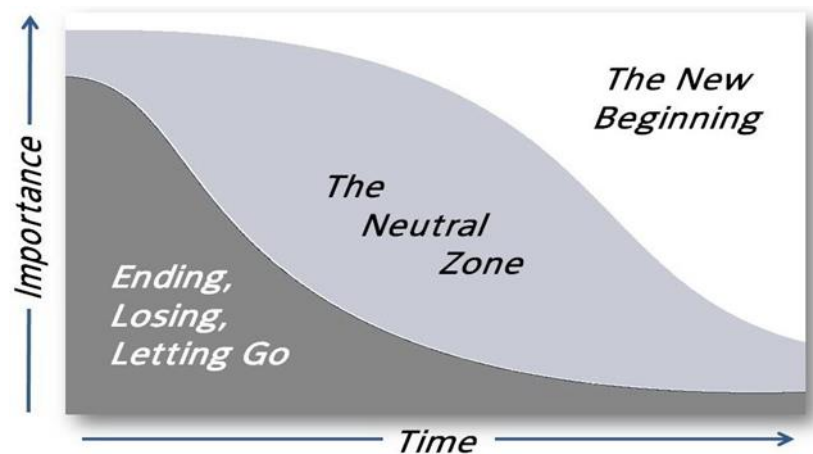 Importance
The New
Beginning
The
Neutral
Zone
Ending,
Losing,
Letting Go
Time